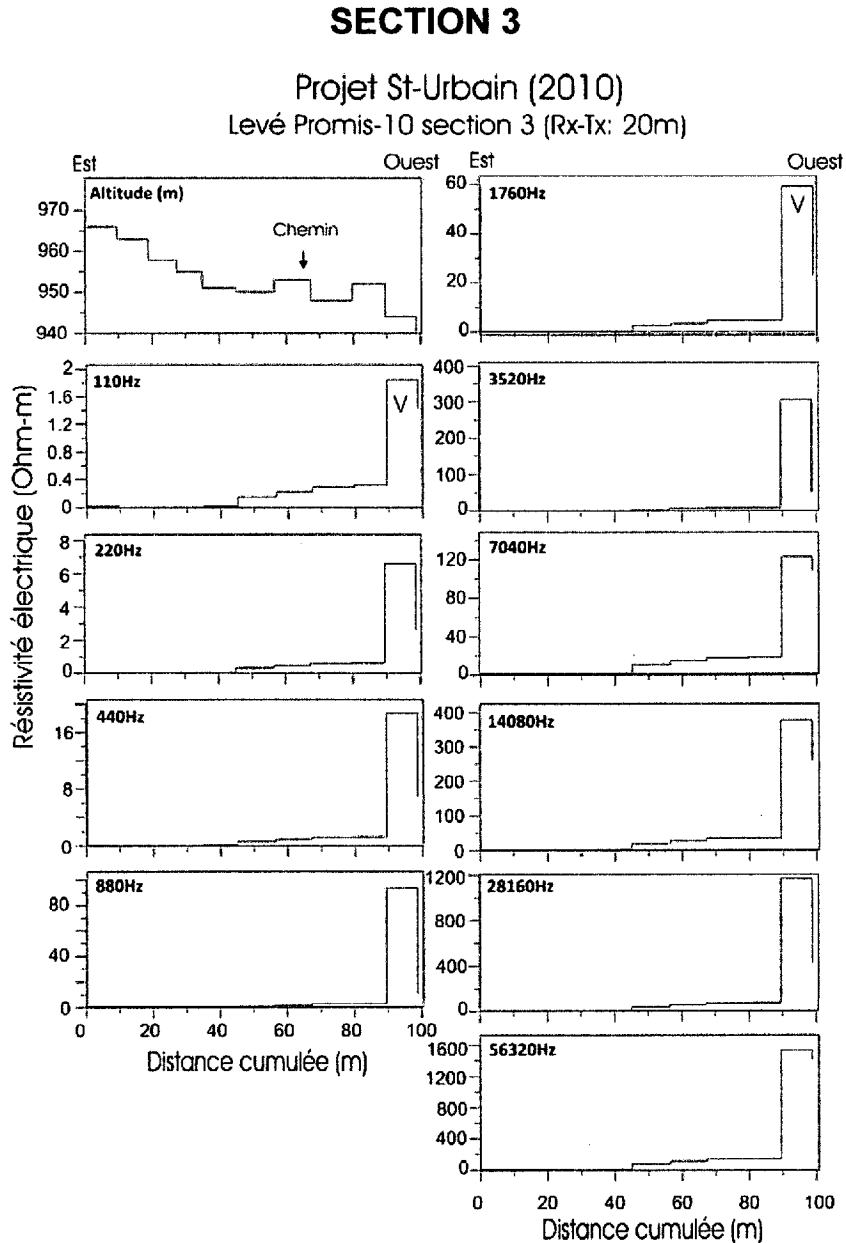 SECTION 3
Projet St-Urbain (2010)
Levé Promis-10 section 3 (Rx-Tx: 20m)
Est
Ouest
Altitude (m)
970
960
950
940
Chemin
Résistivité électrique (Ohm-m)
110Hz
2
1.6
1.2
0.8
0.4
0
V
220Hz
8
6
4
2
0
440Hz
16
8
0
880Hz
80
40
0
0 20 40 60 80 100
Distance cumulée (m)
Est
Ouest
1760Hz
60
40
20
0
V
3520Hz
400
300
200
100
0
7040Hz
120
80
40
0
14080Hz
400
300
200
100
0
28160Hz
1200
800
400
0
56320Hz
1600
1200
800
400
0
0 20 40 60 80 100
Distance cumulée (m)